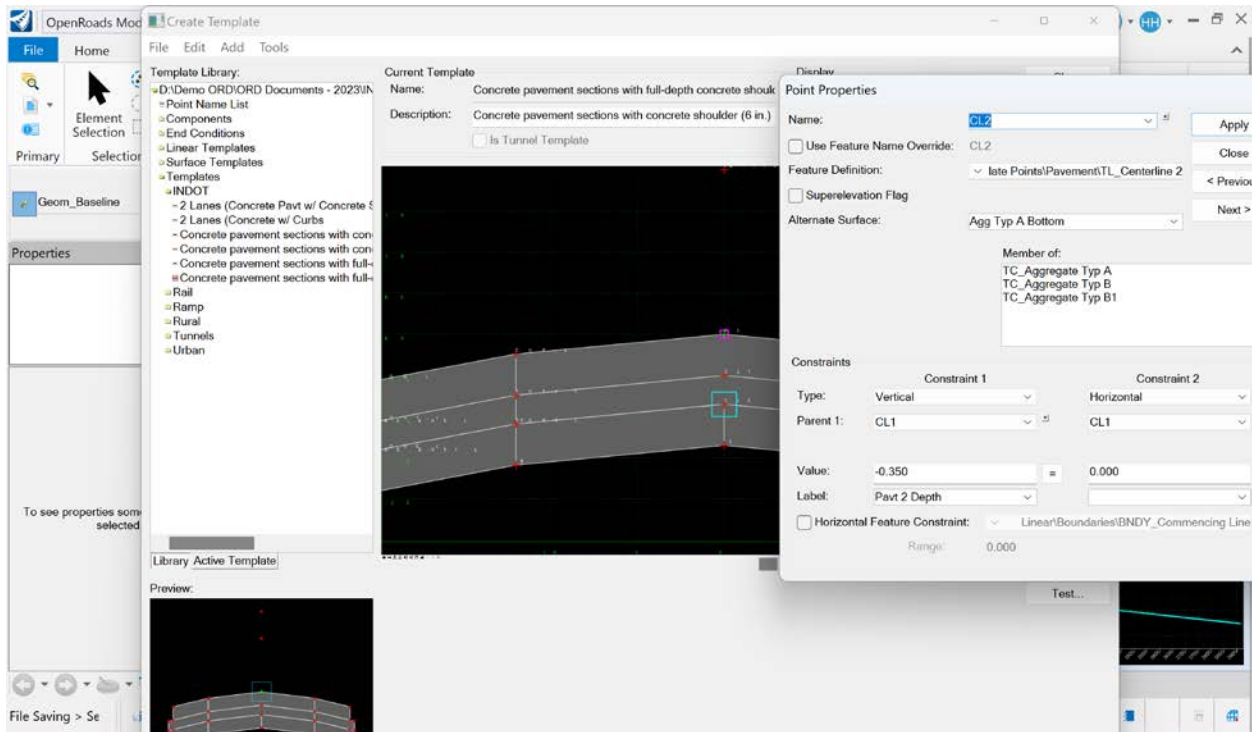 OpenRoads Mod
HH
File
Home
Element
Selection
Primary
Selection
Geom_Baseline
Properties
To see properties som
selected
File Saving > Se
Create Template
File Edit Add Tools
Template Library:
D:\Demo ORD\ORD Documents - 2023\IN
Point Name List
Components
End Conditions
Linear Templates
Surface Templates
Templates
INDOT
2 Lanes (Concrete Pavt w/ Concrete S
2 Lanes (Concrete w/ Curbs
Concrete pavement sections with con
Concrete pavement sections with con
Concrete pavement sections with full-
Concrete pavement sections with full-
Rail
Ramp
Rural
Tunnels
Urban
Library Active Template
Preview:
Current Template
Name: Concrete pavement sections with full-depth concrete shoulk
Description: Concrete pavement sections with concrete shoulder (6 in.)
Is Tunnel Template
Display
Test...
Point Properties
Name: CL2
Apply
Use Feature Name Override: CL2
Close
Feature Definition: late Points\Pavement\TL_Centerline 2
< Previou
Superelevation Flag
Next >
Alternate Surface: Agg Typ A Bottom
Member of:
TC_Aggregate Typ A
TC_Aggregate Typ B
TC_Aggregate Typ B1
Constraints
Constraint 1 Constraint 2
Type: Vertical Horizontal
Parent 1: CL1 CL1
Value: -0.350 = 0.000
Label: Pavt 2 Depth
Horizontal Feature Constraint: Linear\Boundaries\BNDY_Commencing Line
Range: 0.000